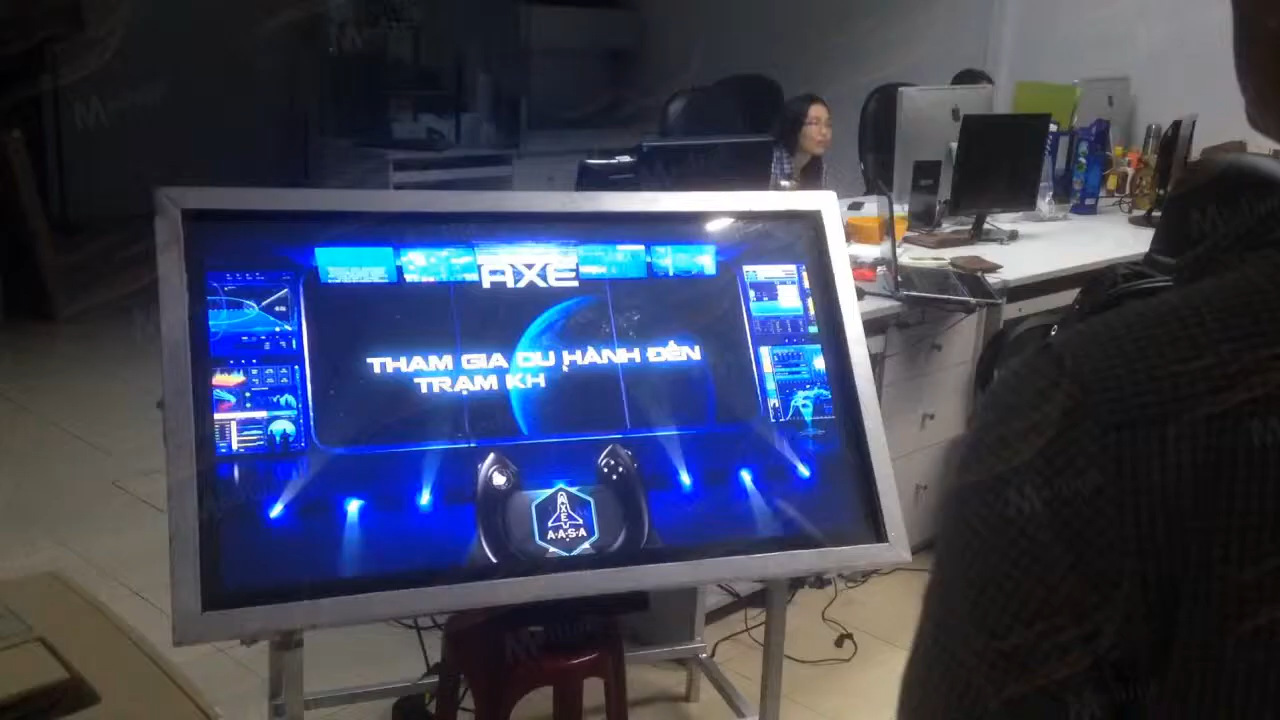 AXE
THAM GIA DU HÀNH ĐẾN
TRẠM KH
AXE
A·A·S·A